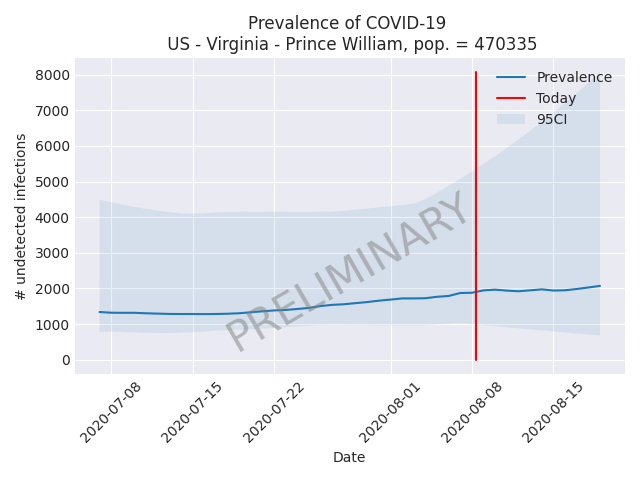 Prevalence of COVID-19
US - Virginia - Prince William, pop. = 470335
# undetected infections
8000
7000
6000
5000
4000
3000
2000
1000
0
Prevalence
Today
95CI
PRELIMINARY
2020-07-08
2020-07-15
2020-07-22
2020-08-01
2020-08-08
2020-08-15
Date